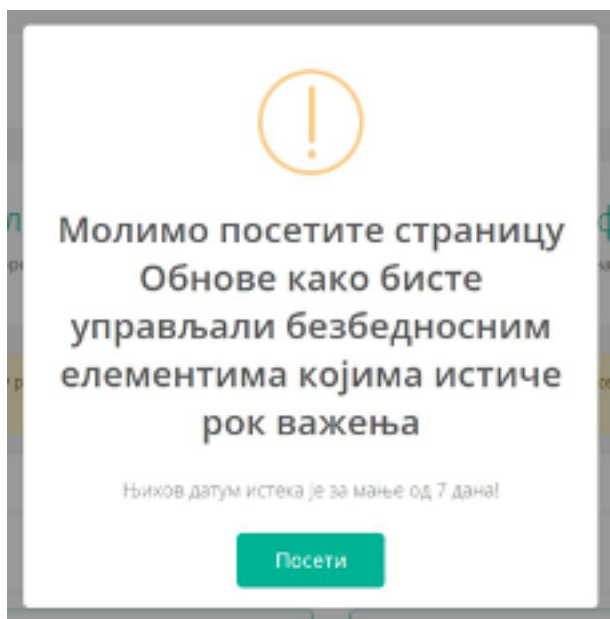 Молимо посетите страницу
Обнове како бисте
управљали безбедносним
елементима којима истиче
рок важења
Њихов датум истека је за мање од 7 дана!
Посети